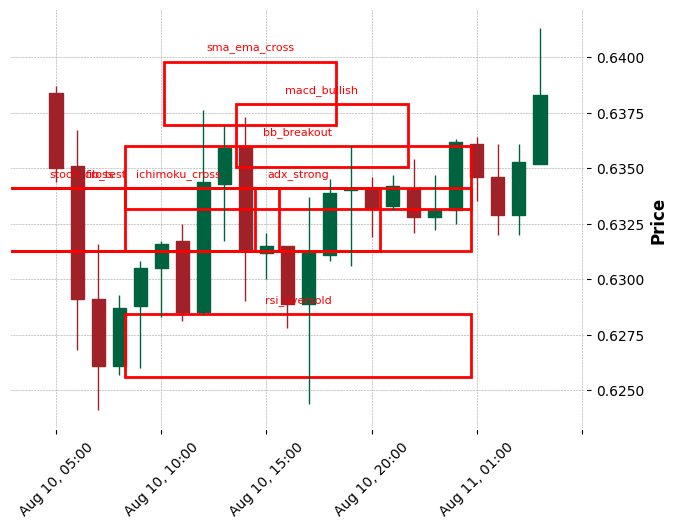 sma_ema_cross
0.6400
macd_bullish
0.6375
bb_breakout
0.6350
ichimoku_cross
adx_strong
0.6325
Price
0.6300
rsi_oversold
0.6275
0.6250
Aug 10, 05:00
Aug 10, 10:00
Aug 10, 15:00
Aug 10, 20:00
Aug 11, 01:00